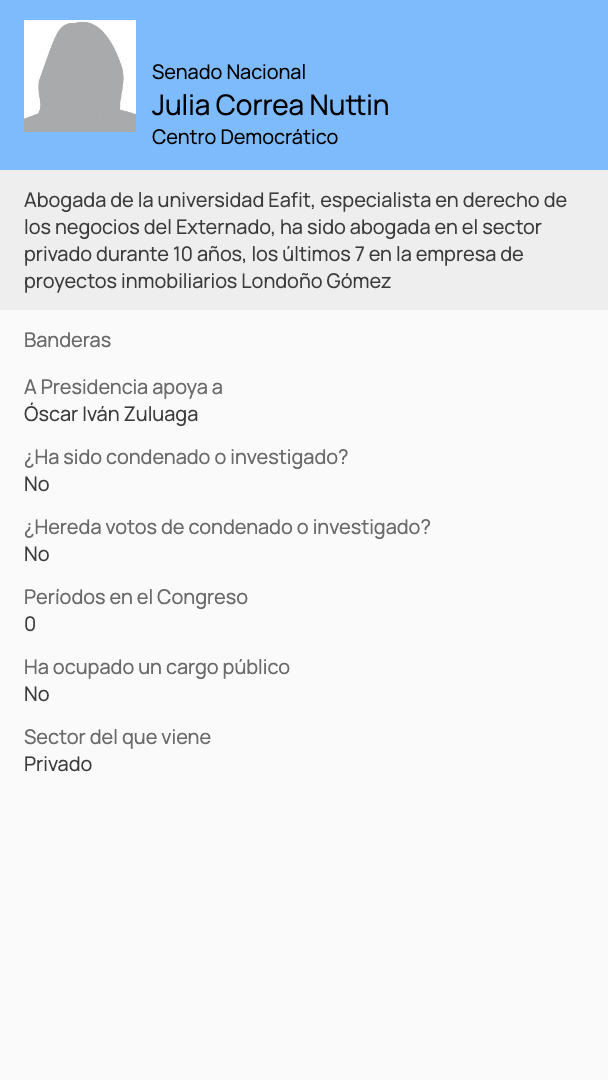 Senado Nacional
Julia Correa Nuttin
Centro Democrático
Abogada de la universidad Eafit, especialista en derecho de
los negocios del Externado, ha sido abogada en el sector
privado durante 10 años, los últimos 7 en la empresa de
proyectos inmobiliarios Londoño Gómez
Banderas
A Presidencia apoya a
Óscar Iván Zuluaga
¿Ha sido condenado o investigado?
No
¿Hereda votos de condenado o investigado?
No
Períodos en el Congreso
0
Ha ocupado un cargo público
No
Sector del que viene
Privado